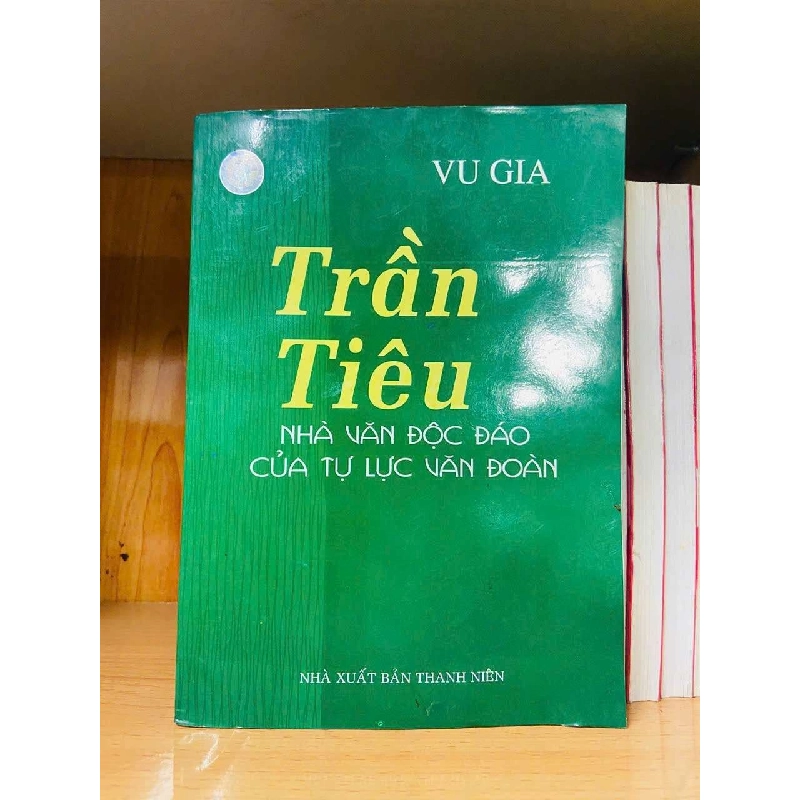 VU GIA
Trần
Tiêu
NHÀ VĂN ĐỘC ĐÁO
CỦA TỰ LỰC VĂN ĐOÀN
NHÀ XUẤT BẢN THANH NIÊN